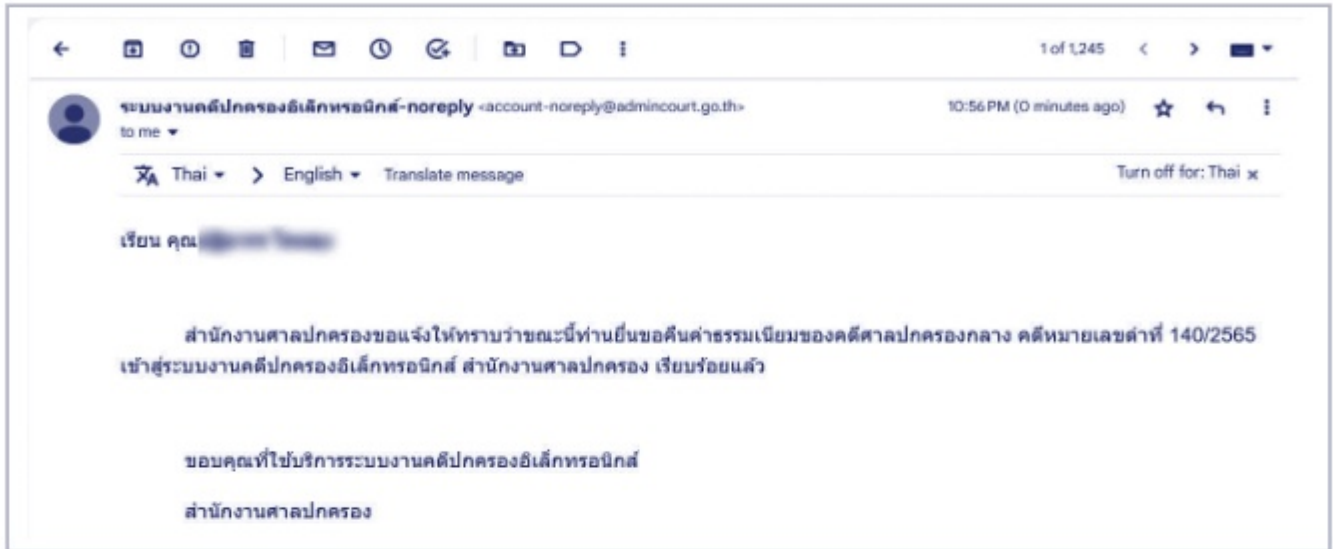 1 of 1,245
ระบบงานคดีปกครองอิเล็กทรอนิกส์-noreply <account-noreply@admincourt.go.th>
10:56 PM (0 minutes ago)
to me
Thai > English Translate message
Turn off for: Thai x
เรียน คุณ
สำนักงานศาลปกครองขอแจ้งให้ทราบว่าขณะนี้ท่านยื่นขอคืนค่าธรรมเนียมของคดีศาลปกครองกลาง คดีหมายเลขดำที่ 140/2565
เข้าสู่ระบบงานคดีปกครองอิเล็กทรอนิกส์ สำนักงานศาลปกครอง เรียบร้อยแล้ว
ขอบคุณที่ใช้บริการระบบงานคดีปกครองอิเล็กทรอนิกส์
สำนักงานศาลปกครอง